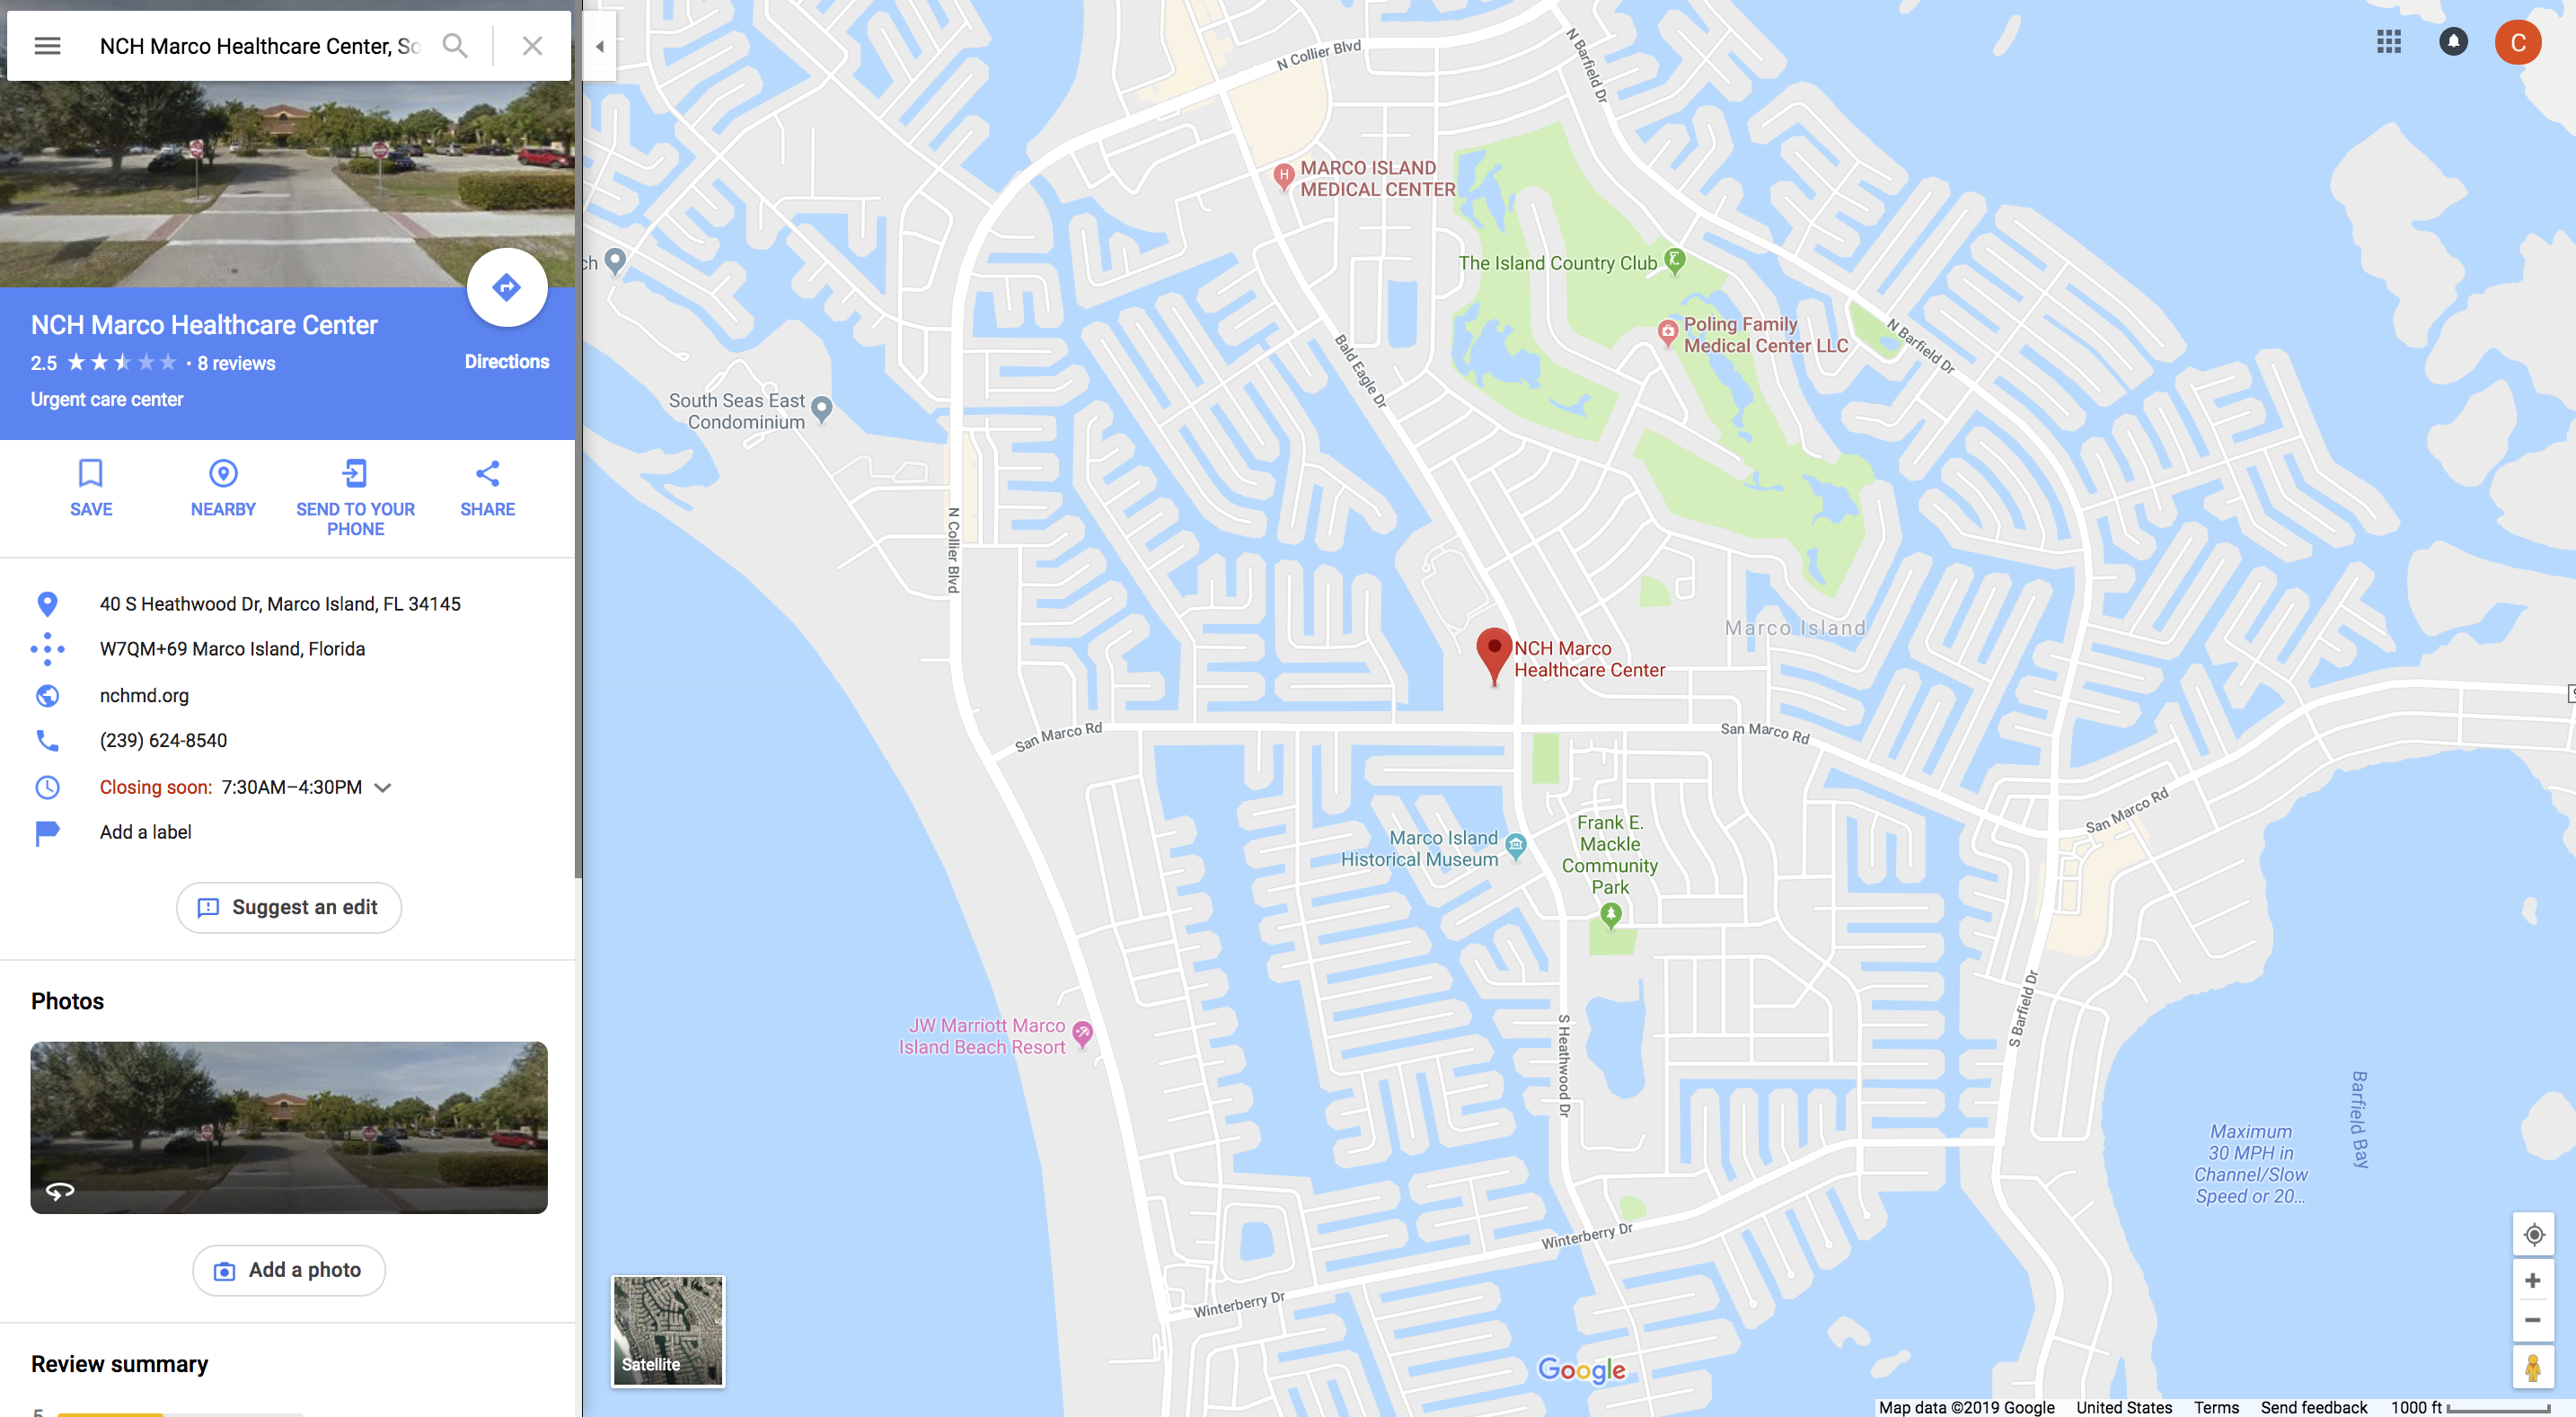 NCH Marco Healthcare Center, So
NCH Marco Healthcare Center
2.5
· 8 reviews
Directions
Urgent care center
SAVE
NEARBY
SEND TO YOUR
PHONE
SHARE
40 S Heathwood Dr, Marco Island, FL 34145
W7QM+69 Marco Island, Florida
nchmd.org
(239) 624-8540
Closing soon: 7:30AM–4:30PM
Add a label
Suggest an edit
Photos
Add a photo
Review summary
5
N Collier Blvd
N Barfield Dr
C
H
MARCO ISLAND
MEDICAL CENTER
ch
The Island Country Club
Poling Family
Medical Center LLC
N Barfield Dr
Bald Eagle Dr
South Seas East
Condominium
N Collier Blvd
Marco Island
NCH Marco
Healthcare Center
San Marco Rd
San Marco Rd
San Marco Rd
Marco Island
Historical Museum
Frank E.
Mackle
Community
Park
JW Marriott Marco
Island Beach Resort
S Heathwood Dr
S Barfield Dr
Barfield Bay
Maximum
30 MPH in
Channel/Slow
Speed or 20...
Winterberry Dr
Winterberry Dr
Satellite
Google
Map data ©2019 Google
United States
Terms
Send feedback
1000 ft